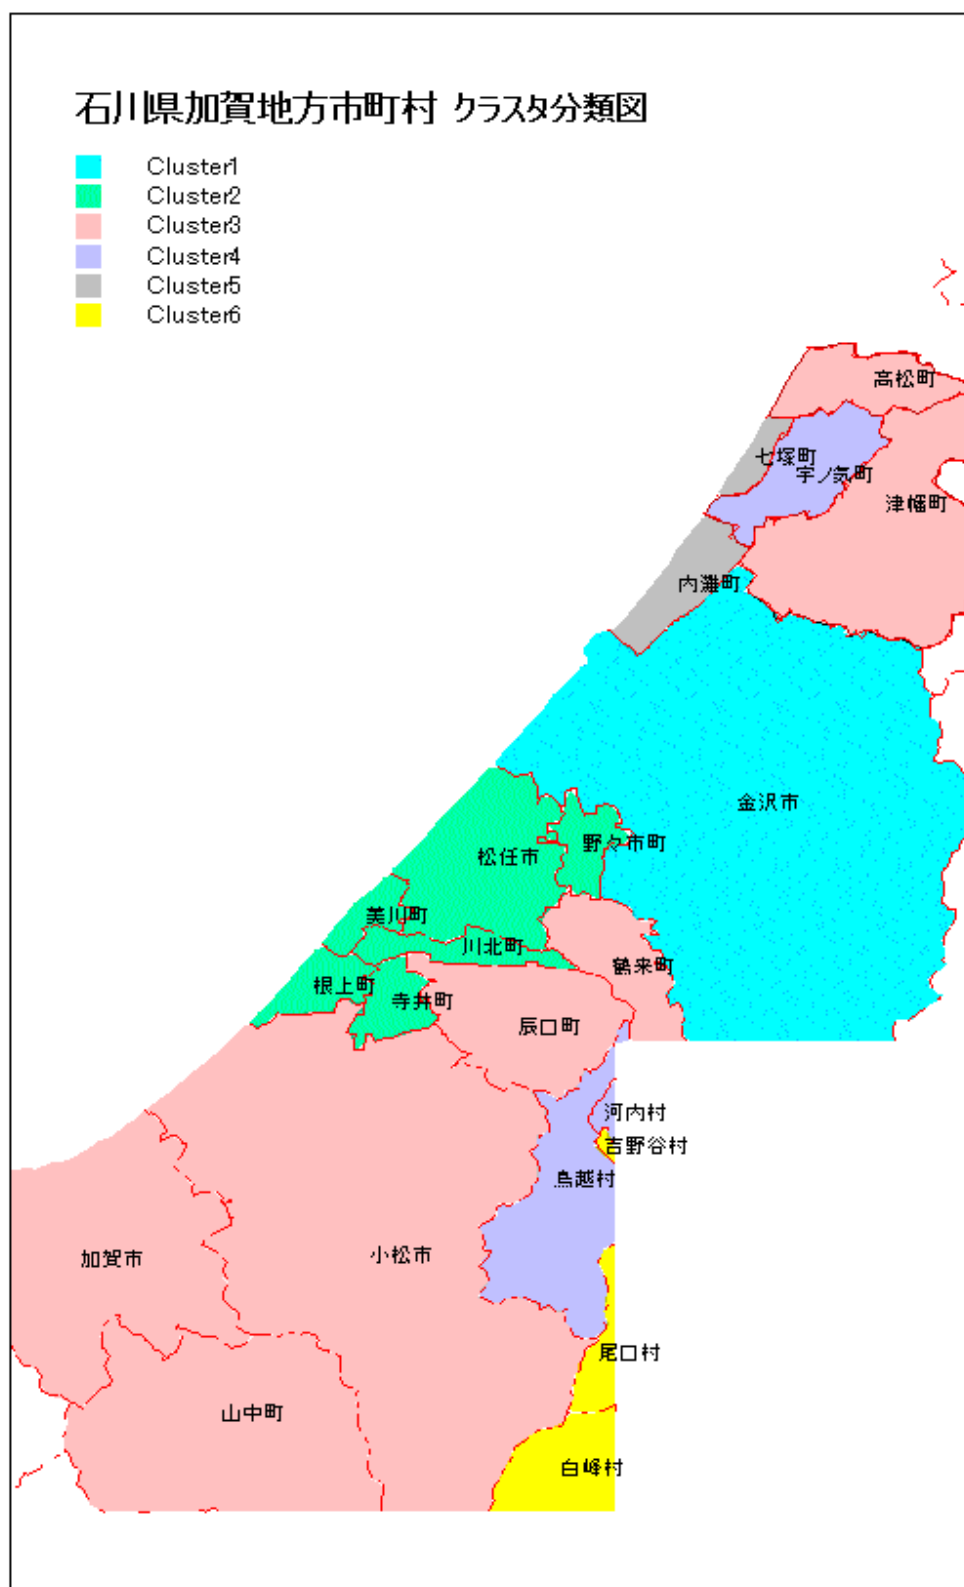 石川県加賀地方市町村 クラスタ分類図
Cluster1
Cluster2
Cluster3
Cluster4
Cluster5
Cluster6
高松町
七塚町
宇ノ気町
津幡町
内灘町
金沢市
野々市町
松任市
美川町
川北町
鶴来町
根上町
寺井町
辰口町
河内村
吉野谷村
鳥越村
小松市
加賀市
尾口村
山中町
白峰村